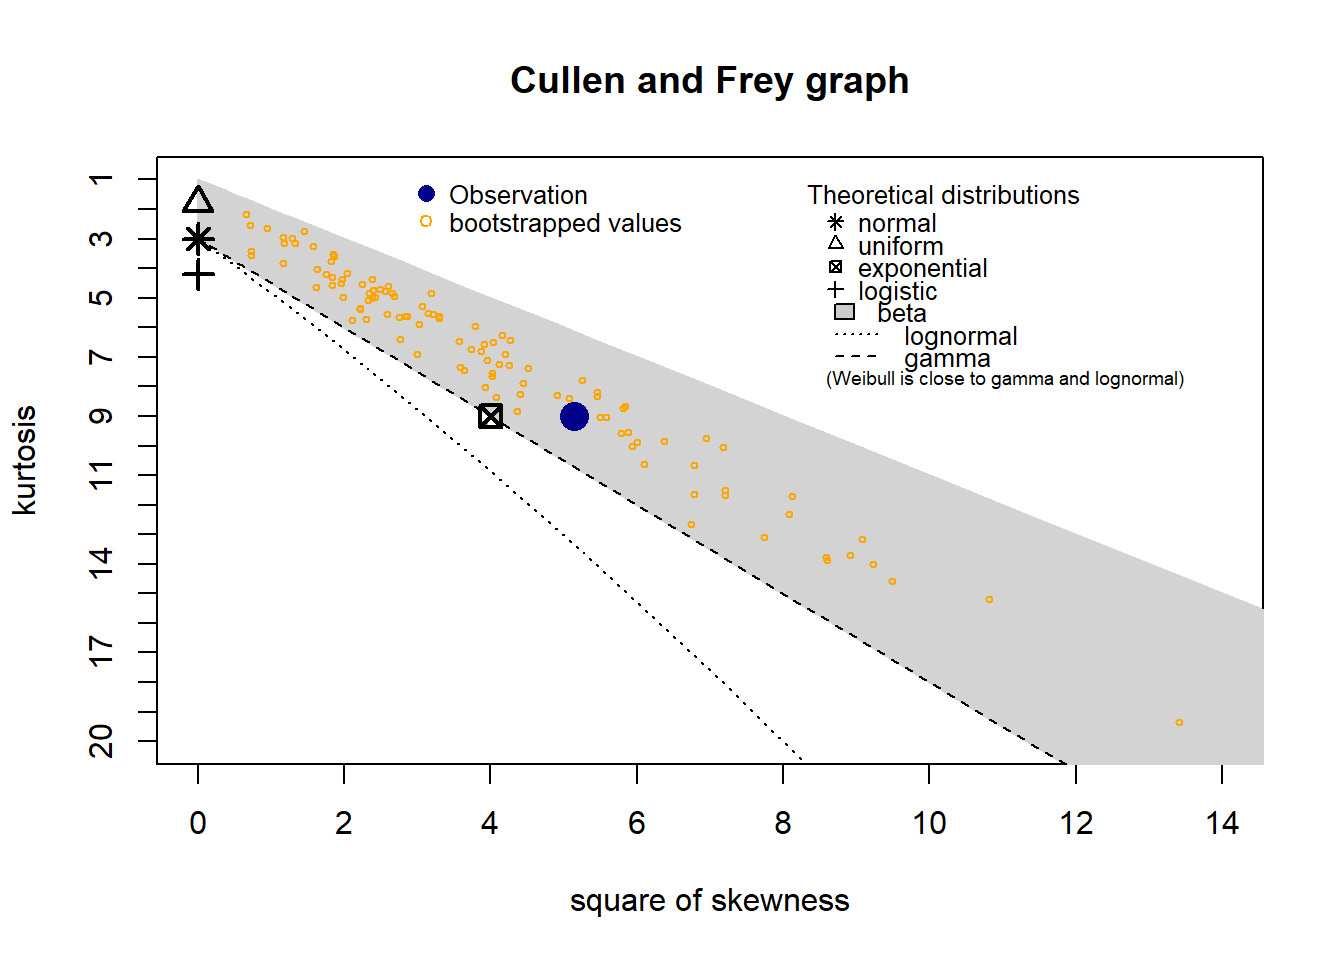 Cullen and Frey graph
Observation
bootstrapped values
Theoretical distributions
normal
uniform
exponential
logistic
beta
lognormal
gamma
(Weibull is close to gamma and lognormal)
kurtosis
1
3
5
7
9
11
14
17
20
0 2 4 6 8 10 12 14
square of skewness